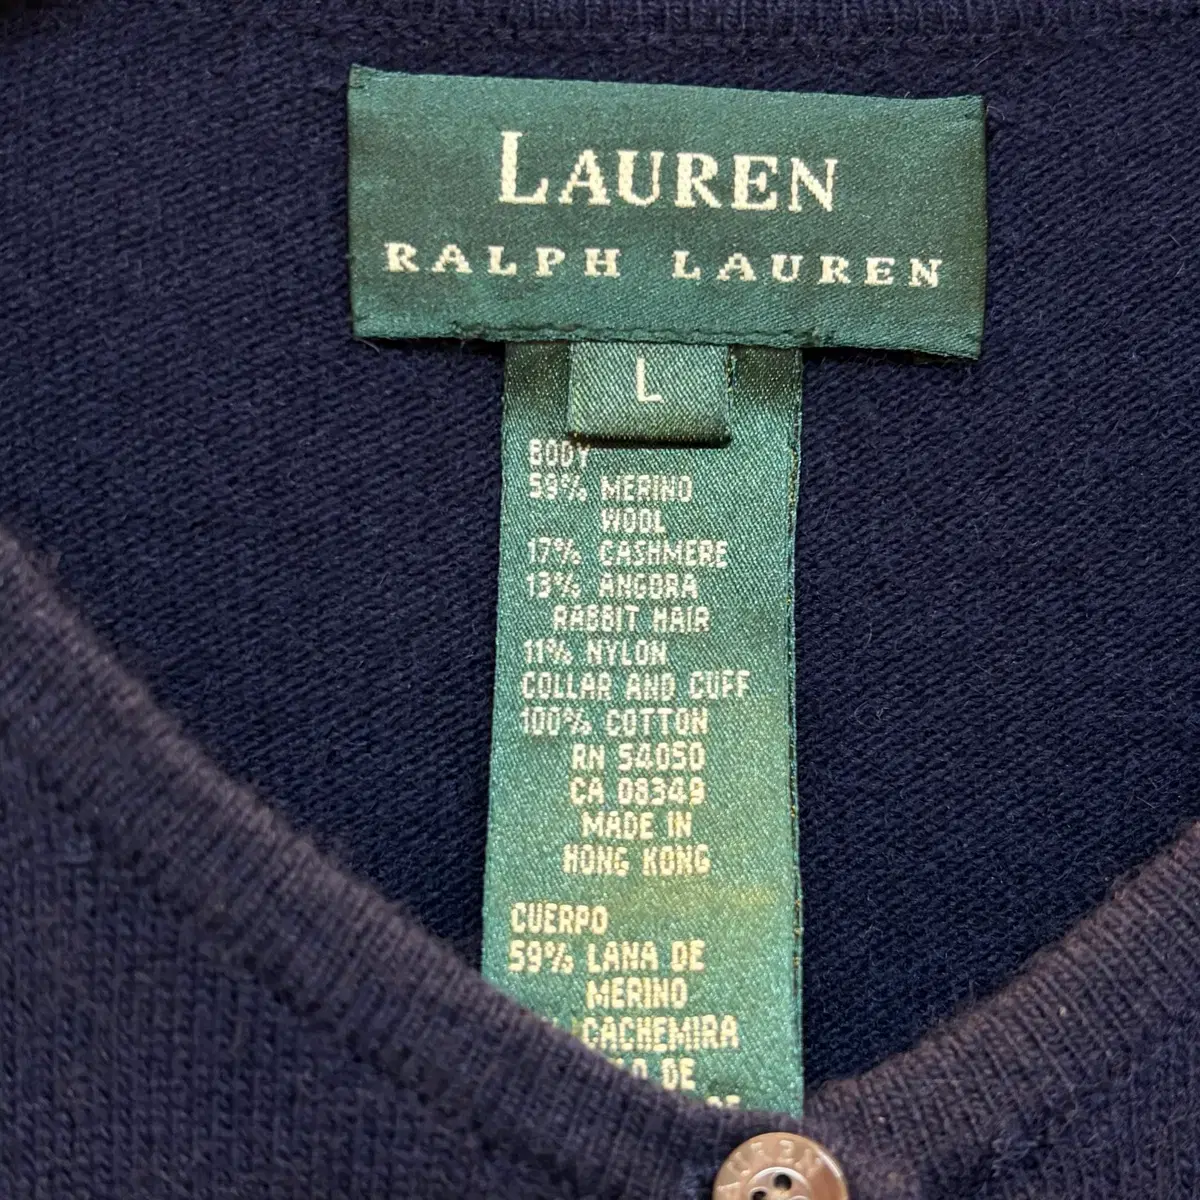 LAUREN
RALPH LAUREN
L
BODY
59% MERINO
WOOL
17% CASHMERE
13% ANGORA
RABBIT HAIR
11% NYLON
COLLAR AND CUFF
100% COTTON
RN 54050
CA 08349
MADE IN
HONG KONG
CUERPO
59% LANA DE
MERINO
CACHEMIRA
DE